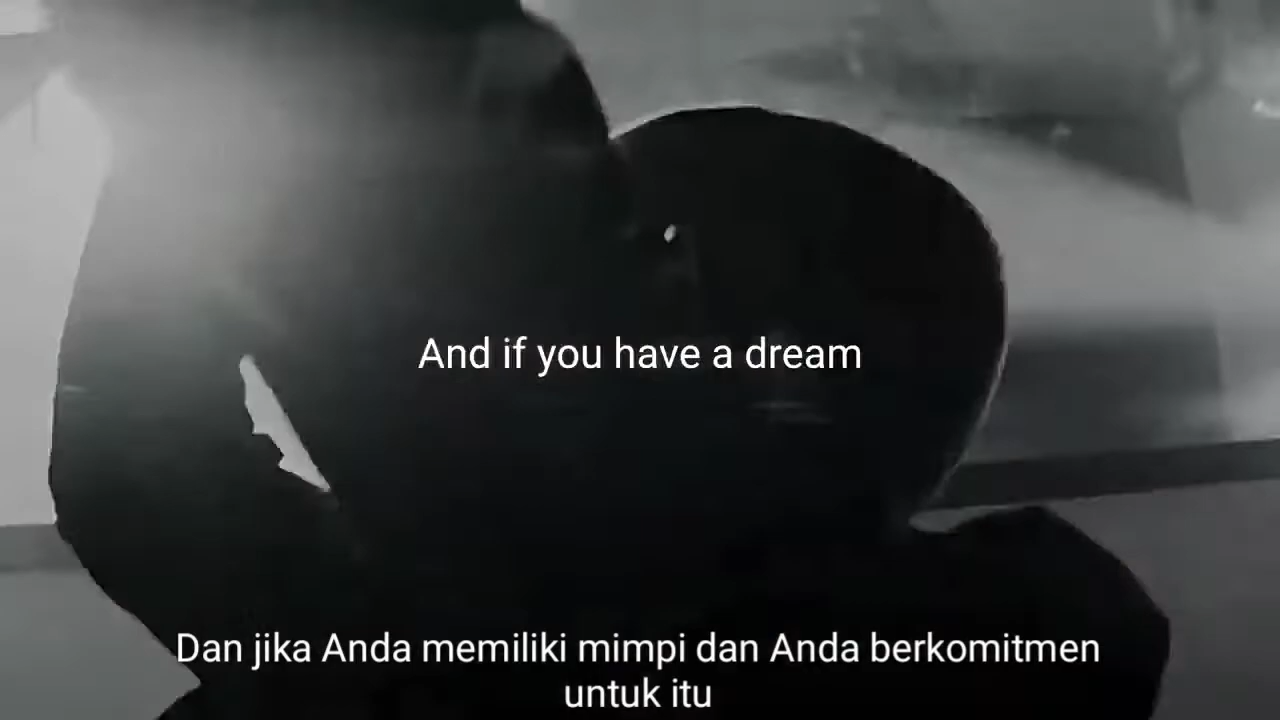 And if you have a dream
Dan jika Anda memiliki mimpi dan Anda berkomitmen
untuk itu